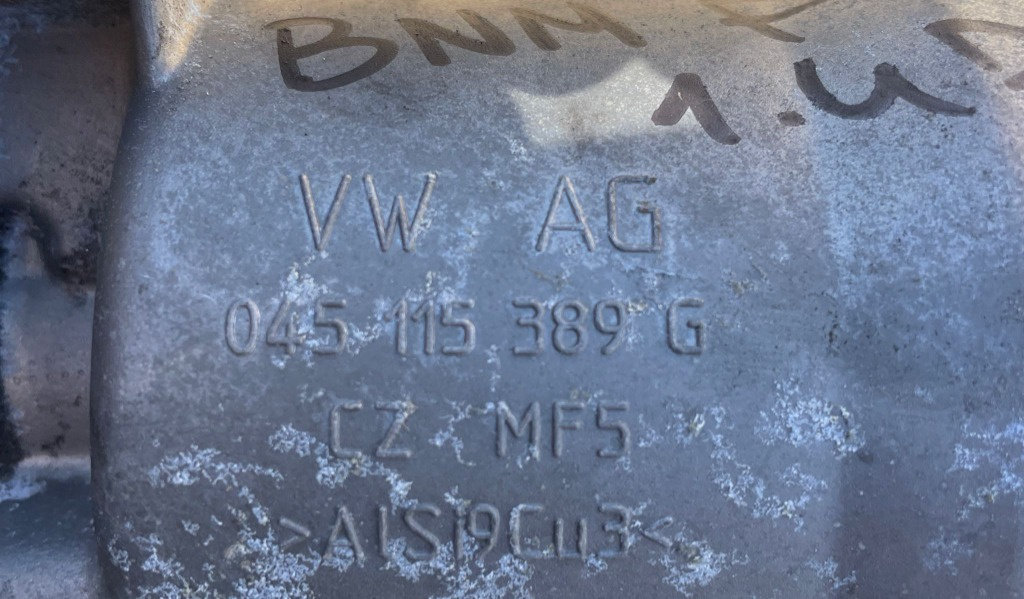 BNM
1.4
VW AG
045 115 389 G
CZ MF5
>AlSi9Cu3<